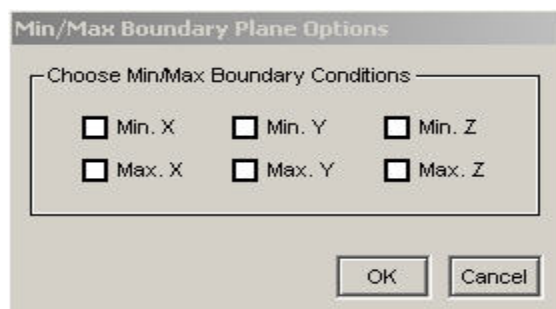 Min/Max Boundary Plane Options
Choose Min/Max Boundary Conditions
Min. X Min. Y Min. Z
Max. X Max. Y Max. Z
OK Cancel